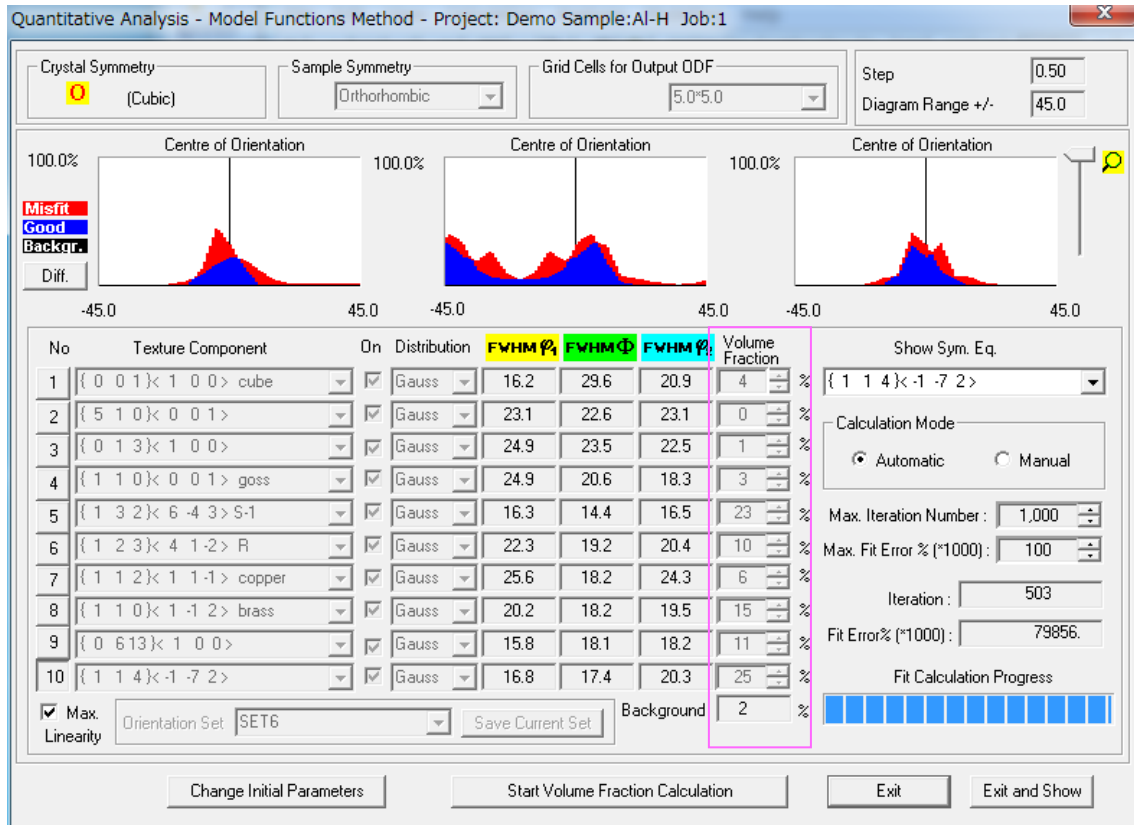 Quantitative Analysis - Model Functions Method - Project: Demo Sample:Al-H Job:1
X
Crystal Symmetry
O (Cubic)
Sample Symmetry
Orthorhombic
Grid Cells for Output ODF
5.0*5.0
Step 0.50
Diagram Range +/- 45.0
Centre of Orientation Centre of Orientation Centre of Orientation
100.0% 100.0% 100.0%
Misfit
Good
Backgr.
Diff.
-45.0 45.0 -45.0 45.0 -45.0 45.0
No Texture Component On Distribution FWHM φ1 FWHM Φ FWHM φ2 Volume Fraction
1 { 0 0 1}< 1 0 0> cube Gauss 16.2 29.6 20.9 4 %
2 { 5 1 0}< 0 0 1> Gauss 23.1 22.6 23.1 0 %
3 { 0 1 3}< 1 0 0> Gauss 24.9 23.5 22.5 1 %
4 { 1 1 0}< 0 0 1> goss Gauss 24.9 20.6 18.3 3 %
5 { 1 3 2}< 6 -4 3> S-1 Gauss 16.3 14.4 16.5 23 %
6 { 1 2 3}< 4 1 -2> R Gauss 22.3 19.2 20.4 10 %
7 { 1 1 2}< 1 1 -1> copper Gauss 25.6 18.2 24.3 6 %
8 { 1 1 0}< 1 -1 2> brass Gauss 20.2 18.2 19.5 15 %
9 { 0 613}< 1 0 0> Gauss 15.8 18.1 18.2 11 %
10 { 1 1 4}< -1 -7 2> Gauss 16.8 17.4 20.3 25 %
Max. Linearity
Orientation Set SET6 Save Current Set
Background 2 %
Show Sym. Eq.
{ 1 1 4}< -1 -7 2>
Calculation Mode
Automatic Manual
Max. Iteration Number : 1,000
Max. Fit Error % (*1000) : 100
Iteration : 503
Fit Error% (*1000) : 79856.
Fit Calculation Progress
Change Initial Parameters Start Volume Fraction Calculation Exit Exit and Show